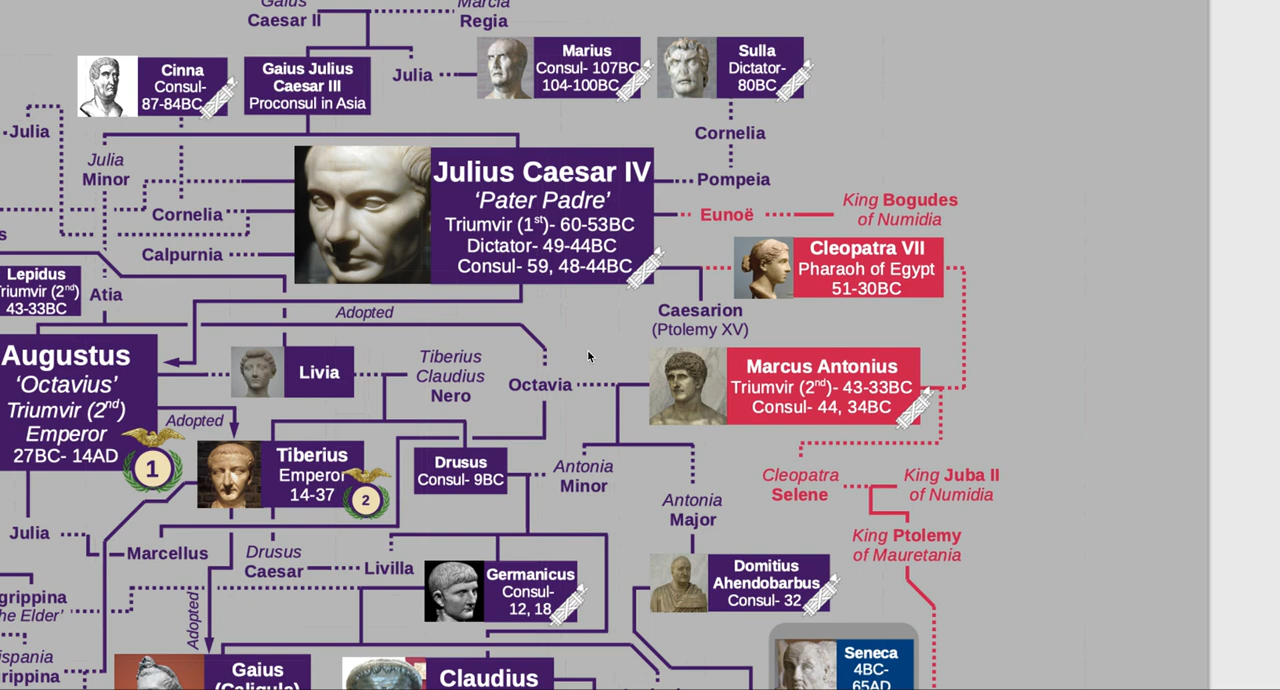 Gaius
Caesar II
Marcia
Regia
Cinna
Consul-
87-84BC
Gaius Julius
Caesar III
Proconsul in Asia
Julia
Marius
Consul- 107BC
104-100BC
Sulla
Dictator-
80BC
Julia
Julia
Minor
Cornelia
Julius Caesar IV
'Pater Padre'
Triumvir (1st)- 60-53BC
Dictator- 49-44BC
Consul- 59, 48-44BC
Pompeia
Cornelia
Eunoë
King Bogudes
of Numidia
Calpurnia
Cleopatra VII
Pharaoh of Egypt
51-30BC
Lepidus
Triumvir (2nd)
43-33BC
Atia
Adopted
Caesarion
(Ptolemy XV)
Augustus
'Octavius'
Triumvir (2nd)
Emperor
27BC- 14AD
1
Livia
Tiberius
Claudius
Nero
Octavia
Marcus Antonius
Triumvir (2nd)- 43-33BC
Consul- 44, 34BC
Adopted
Tiberius
Emperor
14-37
2
Drusus
Consul- 9BC
Antonia
Minor
Antonia
Major
Cleopatra
Selene
King Juba II
of Numidia
Julia
Marcellus
Drusus
Caesar
Livilla
King Ptolemy
of Mauretania
Germanicus
Consul-
12, 18
Domitius
Ahendobarbus
Consul- 32
grippina
he Elder'
Adopted
ispania
grippina
Gaius
(Caligula)
Claudius
Seneca
4BC-
65AD